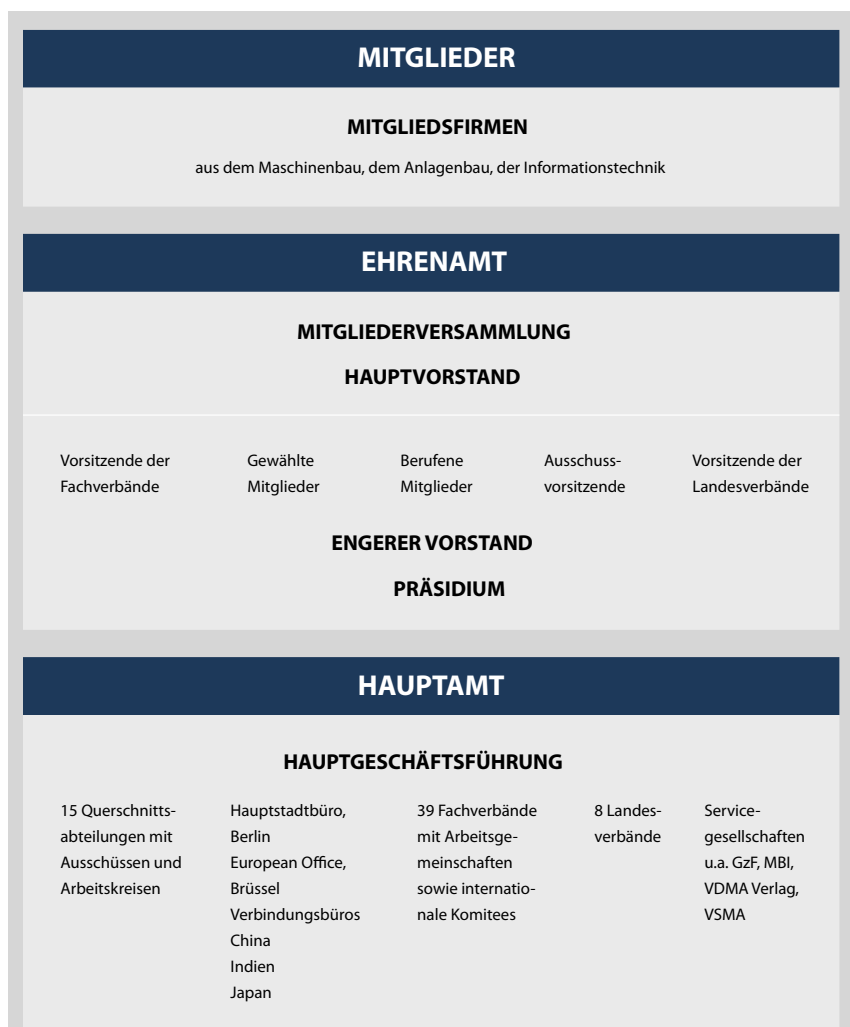 MITGLIEDER
MITGLIEDSFIRMEN
aus dem Maschinenbau, dem Anlagenbau, der Informationstechnik
EHRENAMT
MITGLIEDERVERSAMMLUNG
HAUPTVORSTAND
Vorsitzende der
Fachverbände
Gewählte
Mitglieder
Berufene
Mitglieder
Ausschuss-
vorsitzende
Vorsitzende der
Landesverbände
ENGERER VORSTAND
PRÄSIDIUM
HAUPTAMT
HAUPTGESCHÄFTSFÜHRUNG
15 Querschnitts-
abteilungen mit
Ausschüssen und
Arbeitskreisen
Hauptstadtbüro,
Berlin
European Office,
Brüssel
Verbindungsbüros
China
Indien
Japan
39 Fachverbände
mit Arbeitsge-
meinschaften
sowie internatio-
nale Komitees
8 Landes-
verbände
Service-
gesellschaften
u.a. GzF, MBI,
VDMA Verlag,
VSMA